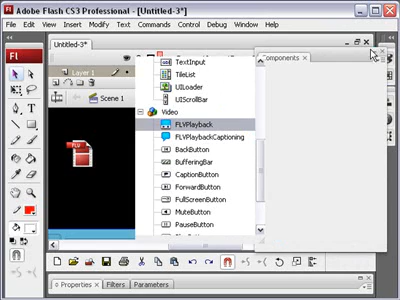 Adobe Flash CS3 Professional - [Untitled-3*]
File Edit View Insert Modify Text Commands Control Debug Window Help
Fl
Untitled-3*
Layer 1
Scene 1
FLV
TextInput
TileList
UILoader
UIScrollBar
Video
FLVPlayback
FLVPlaybackCaptioning
BackButton
BufferingBar
CaptionButton
ForwardButton
FullScreenButton
MuteButton
PauseButton
Components
Properties Filters Parameters